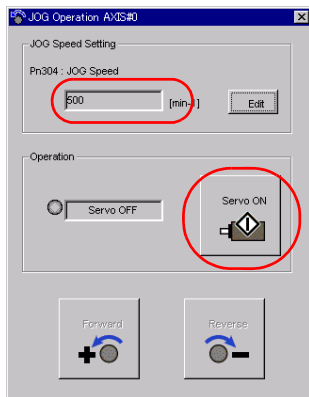 JOG Operation AXIS#0
JOG Speed Setting
Pn304 : JOG Speed
500 [min-1] Edit
Operation
Servo OFF
Servo ON
Forward Reverse